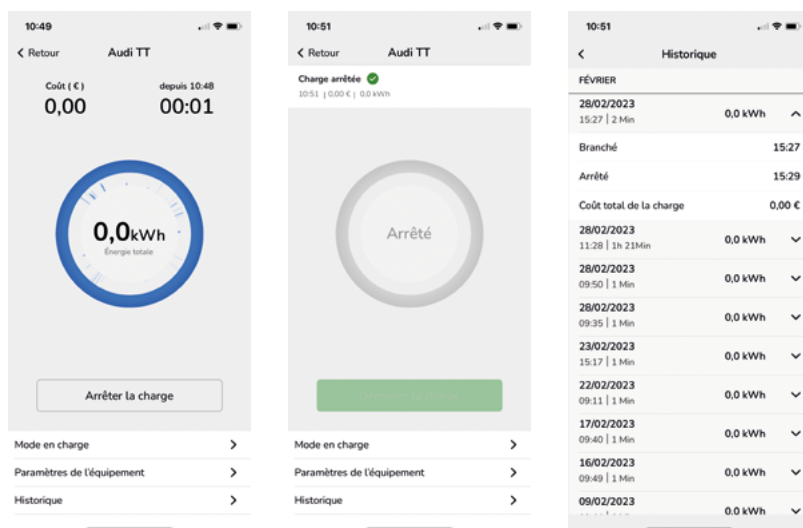 10:49
Retour Audi TT
Coût ( € ) depuis 10:48
0,00 00:01
0,0kWh
Énergie totale
Arrêter la charge
Mode en charge
Paramètres de l'équipement
Historique
10:51
Retour Audi TT
Charge arrêtée
10:51 | 0,00 € | 0,0 kWh
Arrêté
Mode en charge
Paramètres de l'équipement
Historique
10:51
Historique
FÉVRIER
28/02/2023
15:27 | 2 Min 0,0 kWh
Branché 15:27
Arrêté 15:29
Coût total de la charge 0,00 €
28/02/2023
11:28 | 1h 21Min 0,0 kWh
28/02/2023
09:50 | 1 Min 0,0 kWh
28/02/2023
09:35 | 1 Min 0,0 kWh
23/02/2023
15:17 | 1 Min 0,0 kWh
22/02/2023
09:11 | 1 Min 0,0 kWh
17/02/2023
09:40 | 1 Min 0,0 kWh
16/02/2023
09:49 | 1 Min 0,0 kWh
09/02/2023
0,0 kWh